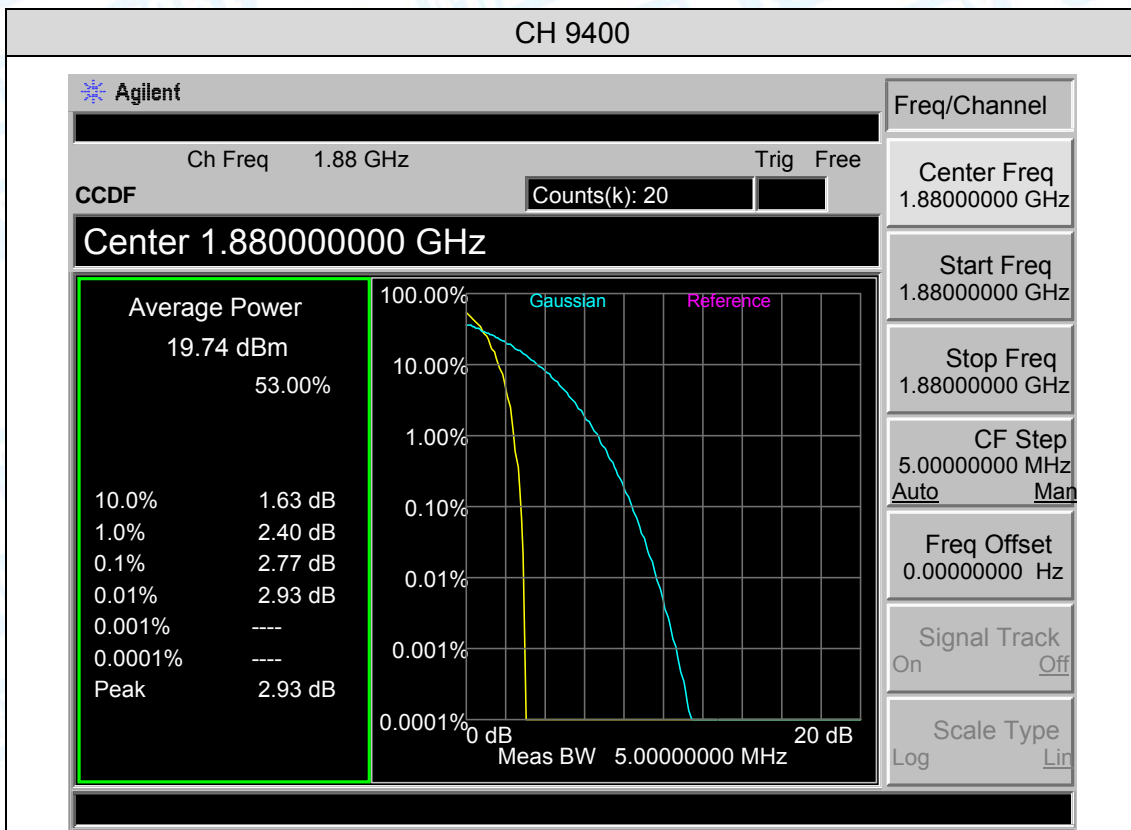 CH 9400
Agilent
Freq/Channel
Ch Freq 1.88 GHz Trig Free
CCDF Counts(k): 20
Center 1.880000000 GHz
Average Power
19.74 dBm
53.00%
10.0% 1.63 dB
1.0% 2.40 dB
0.1% 2.77 dB
0.01% 2.93 dB
0.001% ----
0.0001% ----
Peak 2.93 dB
Gaussian Reference
100.00%
10.00%
1.00%
0.10%
0.01%
0.001%
0.0001%
0 dB 20 dB
Meas BW 5.00000000 MHz
Center Freq
1.88000000 GHz
Start Freq
1.88000000 GHz
Stop Freq
1.88000000 GHz
CF Step
5.00000000 MHz
Auto Man
Freq Offset
0.00000000 Hz
Signal Track
On Off
Scale Type
Log Lin